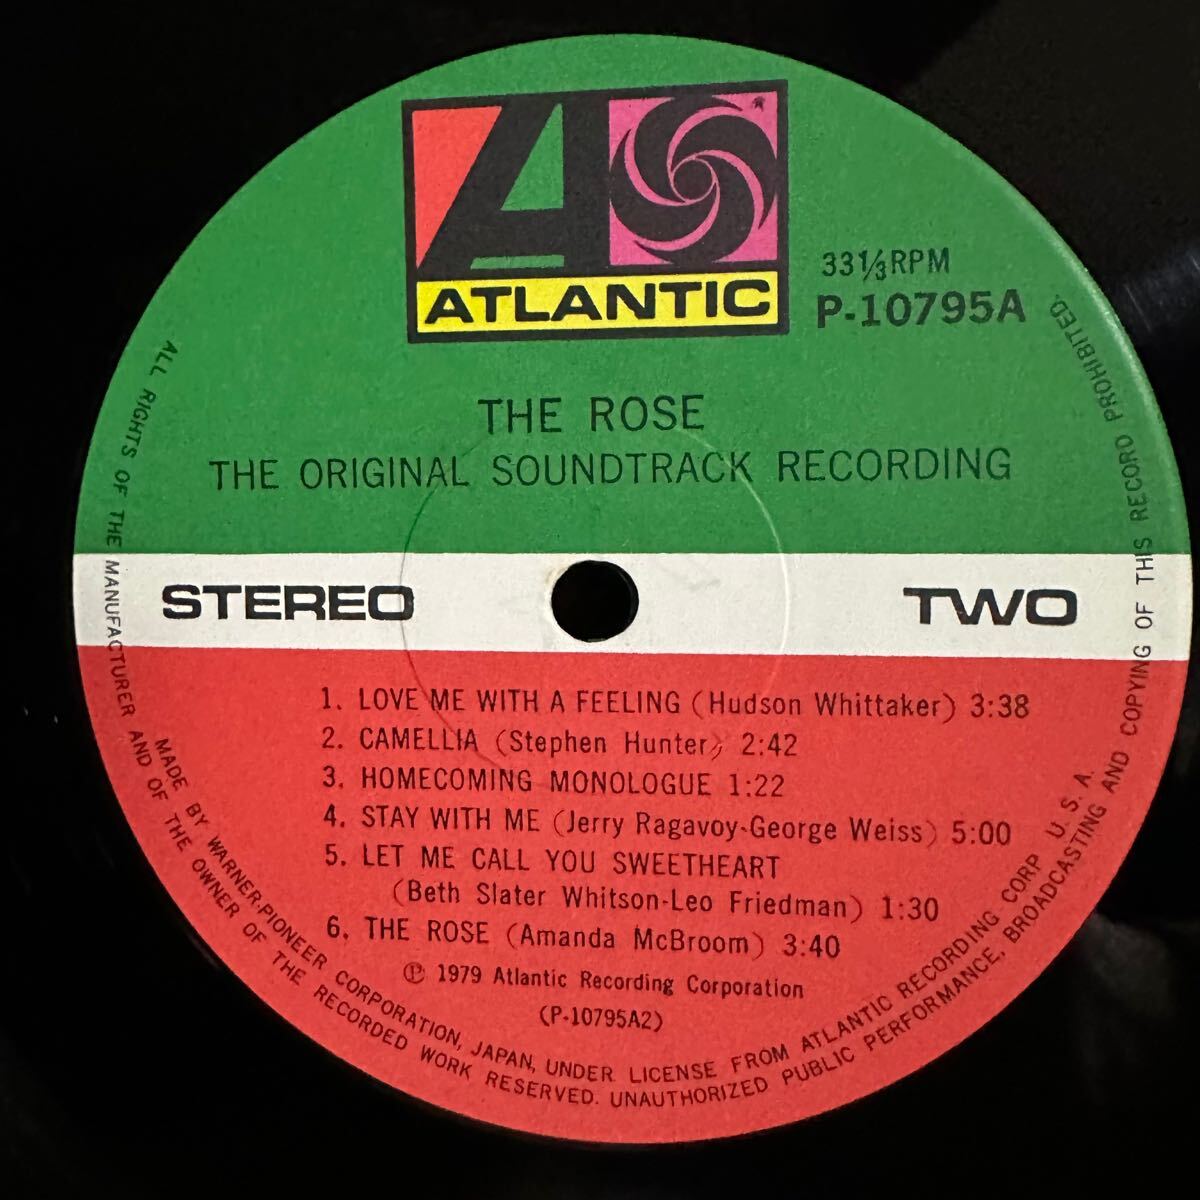 ATLANTIC
33⅓RPM
P-10795A
THE ROSE
THE ORIGINAL SOUNDTRACK RECORDING
STEREO
TWO
1. LOVE ME WITH A FEELING (Hudson Whittaker) 3:38
2. CAMELLIA (Stephen Hunter) 2:42
3. HOMECOMING MONOLOGUE 1:22
4. STAY WITH ME (Jerry Ragavoy-George Weiss) 5:00
5. LET ME CALL YOU SWEETHEART
(Beth Slater Whitson-Leo Friedman) 1:30
6. THE ROSE (Amanda McBroom) 3:40
℗ 1979 Atlantic Recording Corporation
(P-10795A2)
MADE BY WARNER-PIONEER CORPORATION, JAPAN, UNDER LICENSE FROM ATLANTIC RECORDING CORP U. S. A.
ALL RIGHTS OF THE MANUFACTURER AND OF THE OWNER OF THE RECORDED WORK RESERVED. UNAUTHORIZED PUBLIC PERFORMANCE, BROADCASTING AND COPYING OF THIS RECORD PROHIBITED.